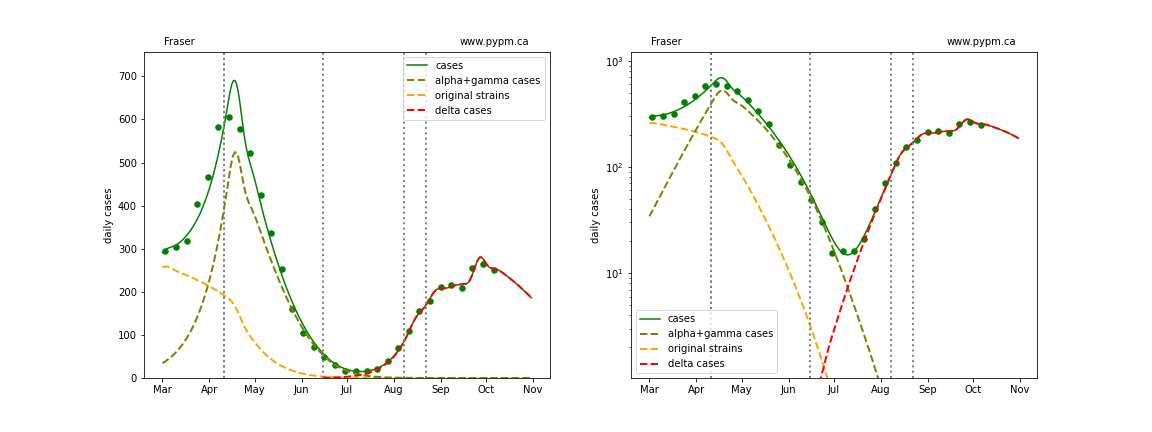 Fraser
www.pypm.ca
cases
alpha+gamma cases
original strains
delta cases
daily cases
700
600
500
400
300
200
100
0
Mar Apr May Jun Jul Aug Sep Oct Nov
Fraser
www.pypm.ca
daily cases
10³
10²
10¹
cases
alpha+gamma cases
original strains
delta cases
Mar Apr May Jun Jul Aug Sep Oct Nov